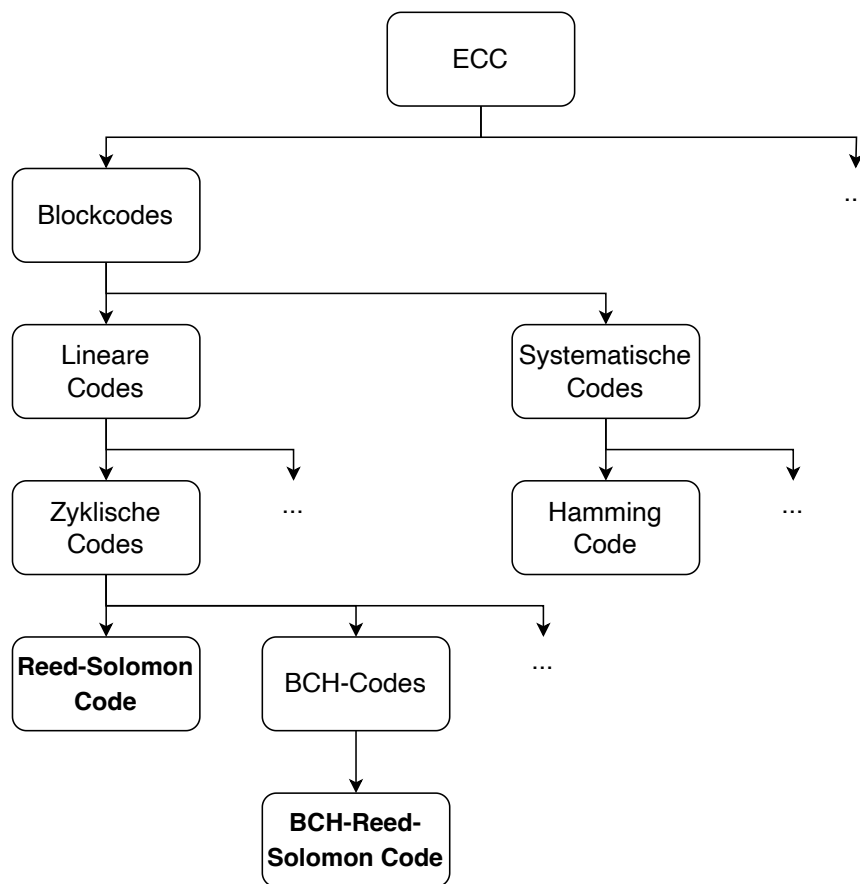 ECC
Blockcodes
..
Lineare
Codes
Systematische
Codes
Zyklische
Codes
...
Hamming
Code
...
Reed-Solomon
Code
BCH-Codes
...
BCH-Reed-
Solomon Code